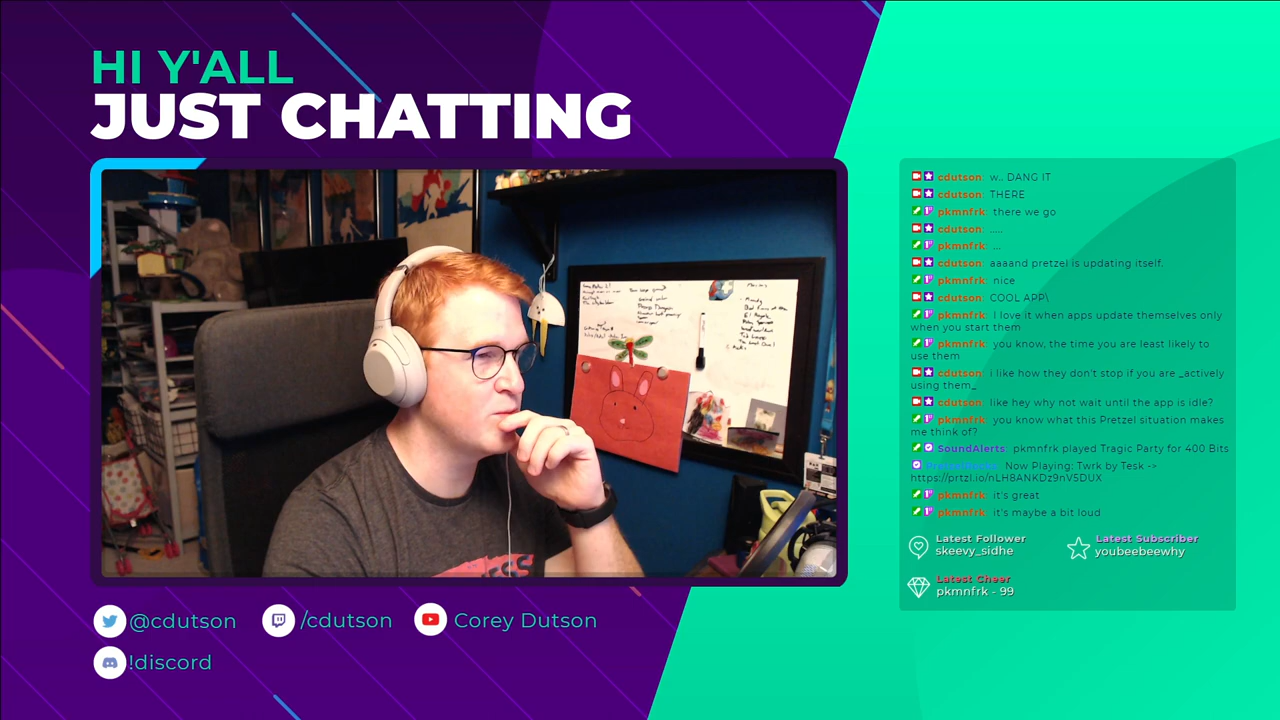 HI Y'ALL
JUST CHATTING
cdutson: w.. DANG IT
cdutson: THERE
pkmnfrk: there we go
cdutson: .....
pkmnfrk: ...
cdutson: aaaand pretzel is updating itself.
pkmnfrk: nice
cdutson: COOL APP\
pkmnfrk: I love it when apps update themselves only
when you start them
pkmnfrk: you know, the time you are least likely to
use them
cdutson: i like how they don't stop if you are _actively
using them_
cdutson: like hey why not wait until the app is idle?
pkmnfrk: you know what this Pretzel situation makes
me think of?
SoundAlerts: pkmnfrk played Tragic Party for 400 Bits
Now Playing: Twrk by Tesk ->
https://prtzl.io/nLH8ANKDz9nV5DUX
pkmnfrk: it's great
pkmnfrk: it's maybe a bit loud
Latest Follower
skeevy_sidhe
Latest Subscriber
youbeebeewhy
Latest Cheer
pkmnfrk - 99
@cdutson
/cdutson
Corey Dutson
!discord